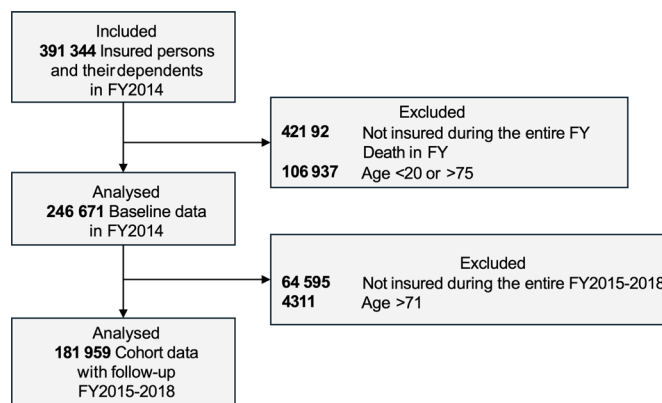 Included
391 344 Insured persons
and their dependents
in FY2014
Excluded
421 92 Not insured during the entire FY
Death in FY
106 937 Age <20 or >75
Analysed
246 671 Baseline data
in FY2014
Excluded
64 595 Not insured during the entire FY2015-2018
4311 Age >71
Analysed
181 959 Cohort data
with follow-up
FY2015-2018